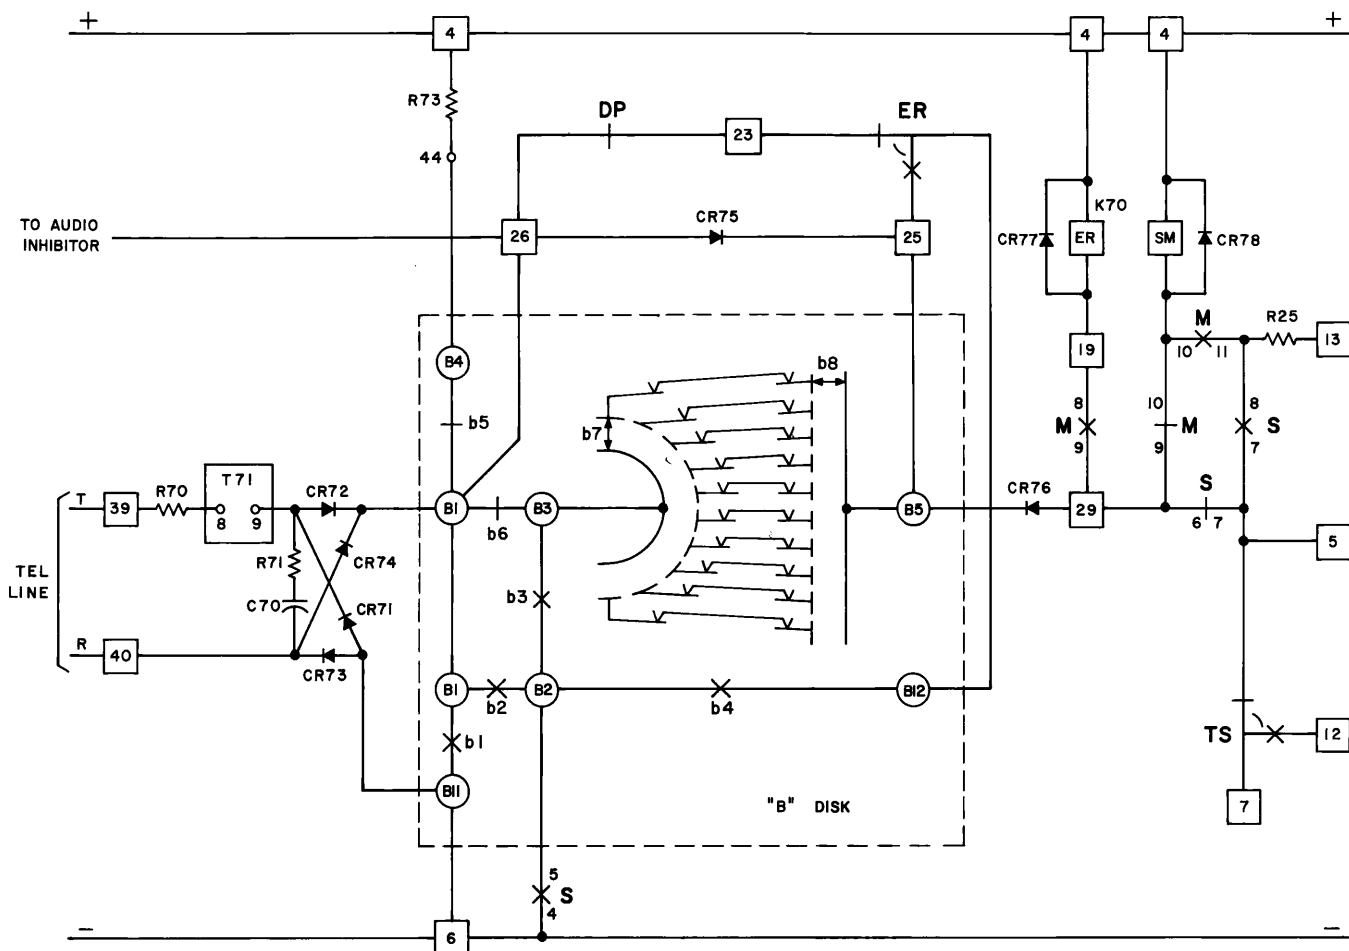 +
4
4
4
+
R73
DP
ER
44
23
TO AUDIO
INHIBITOR
26
CR75
25
K70
CR77
ER
SM
CR78
B4
b8
19
M
10
11
R25
13
b5
b7
8
M
9
10
M
9
8
S
7
T
39
R70
T71
8
9
CR72
B1
b6
B3
B5
CR76
29
S
6
7
5
TEL
LINE
R71
CR74
C70
CR71
b3
R
40
CR73
B1
b2
B2
b4
B12
b1
TS
12
B11
"B" DISK
7
5
S
4
-
6
-